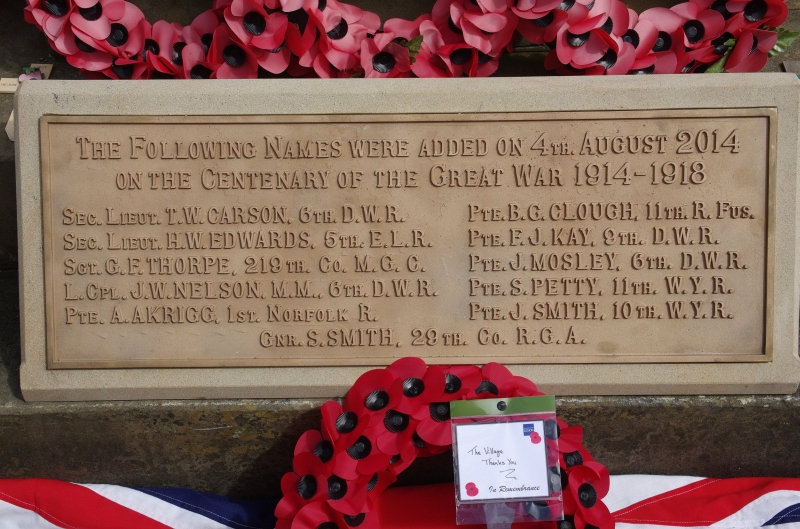 THE FOLLOWING NAMES WERE ADDED ON 4TH. AUGUST 2014
ON THE CENTENARY OF THE GREAT WAR 1914-1918
SEC. LIEUT. T.W. CARSON, 6TH. D.W.R.
SEC. LIEUT. H.W. EDWARDS, 5TH. E.L.R.
SGT. G.F. THORPE, 219TH. CO. M.G.C.
L.CPL. J.W. NELSON, M.M., 6TH. D.W.R.
PTE. A. AKRIGG, 1ST. NORFOLK R.
PTE. B.G. CLOUGH, 11TH. R. FUS.
PTE. F.J. KAY, 9TH. D.W.R.
PTE. J. MOSLEY, 6TH. D.W.R.
PTE. S. PETTY, 11TH. W.Y.R.
PTE. J. SMITH, 10TH. W.Y.R.
GNR. S. SMITH, 29TH. CO. R.G.A.
The Village
Thanks You
In Remembrance